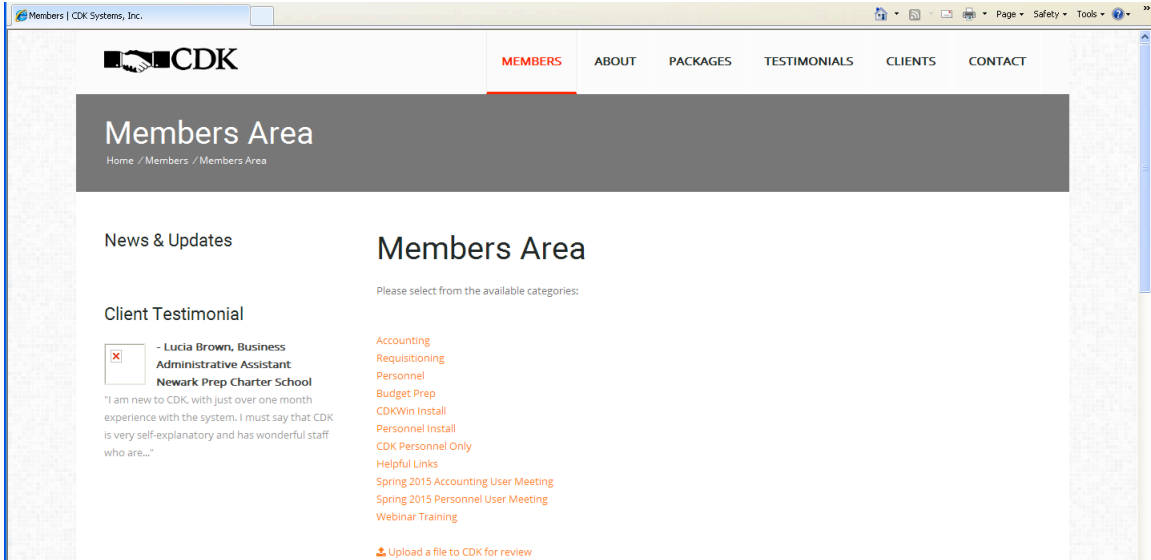 Members | CDK Systems, Inc.
Page Safety Tools
CDK
MEMBERS ABOUT PACKAGES TESTIMONIALS CLIENTS CONTACT
Members Area
Home / Members / Members Area
News & Updates
Client Testimonial
- Lucia Brown, Business
Administrative Assistant
Newark Prep Charter School
"I am new to CDK, with just over one month
experience with the system. I must say that CDK
is very self-explanatory and has wonderful staff
who are..."
Members Area
Please select from the available categories:
Accounting
Requisitioning
Personnel
Budget Prep
CDKWin Install
Personnel Install
CDK Personnel Only
Helpful Links
Spring 2015 Accounting User Meeting
Spring 2015 Personnel User Meeting
Webinar Training
Upload a file to CDK for review